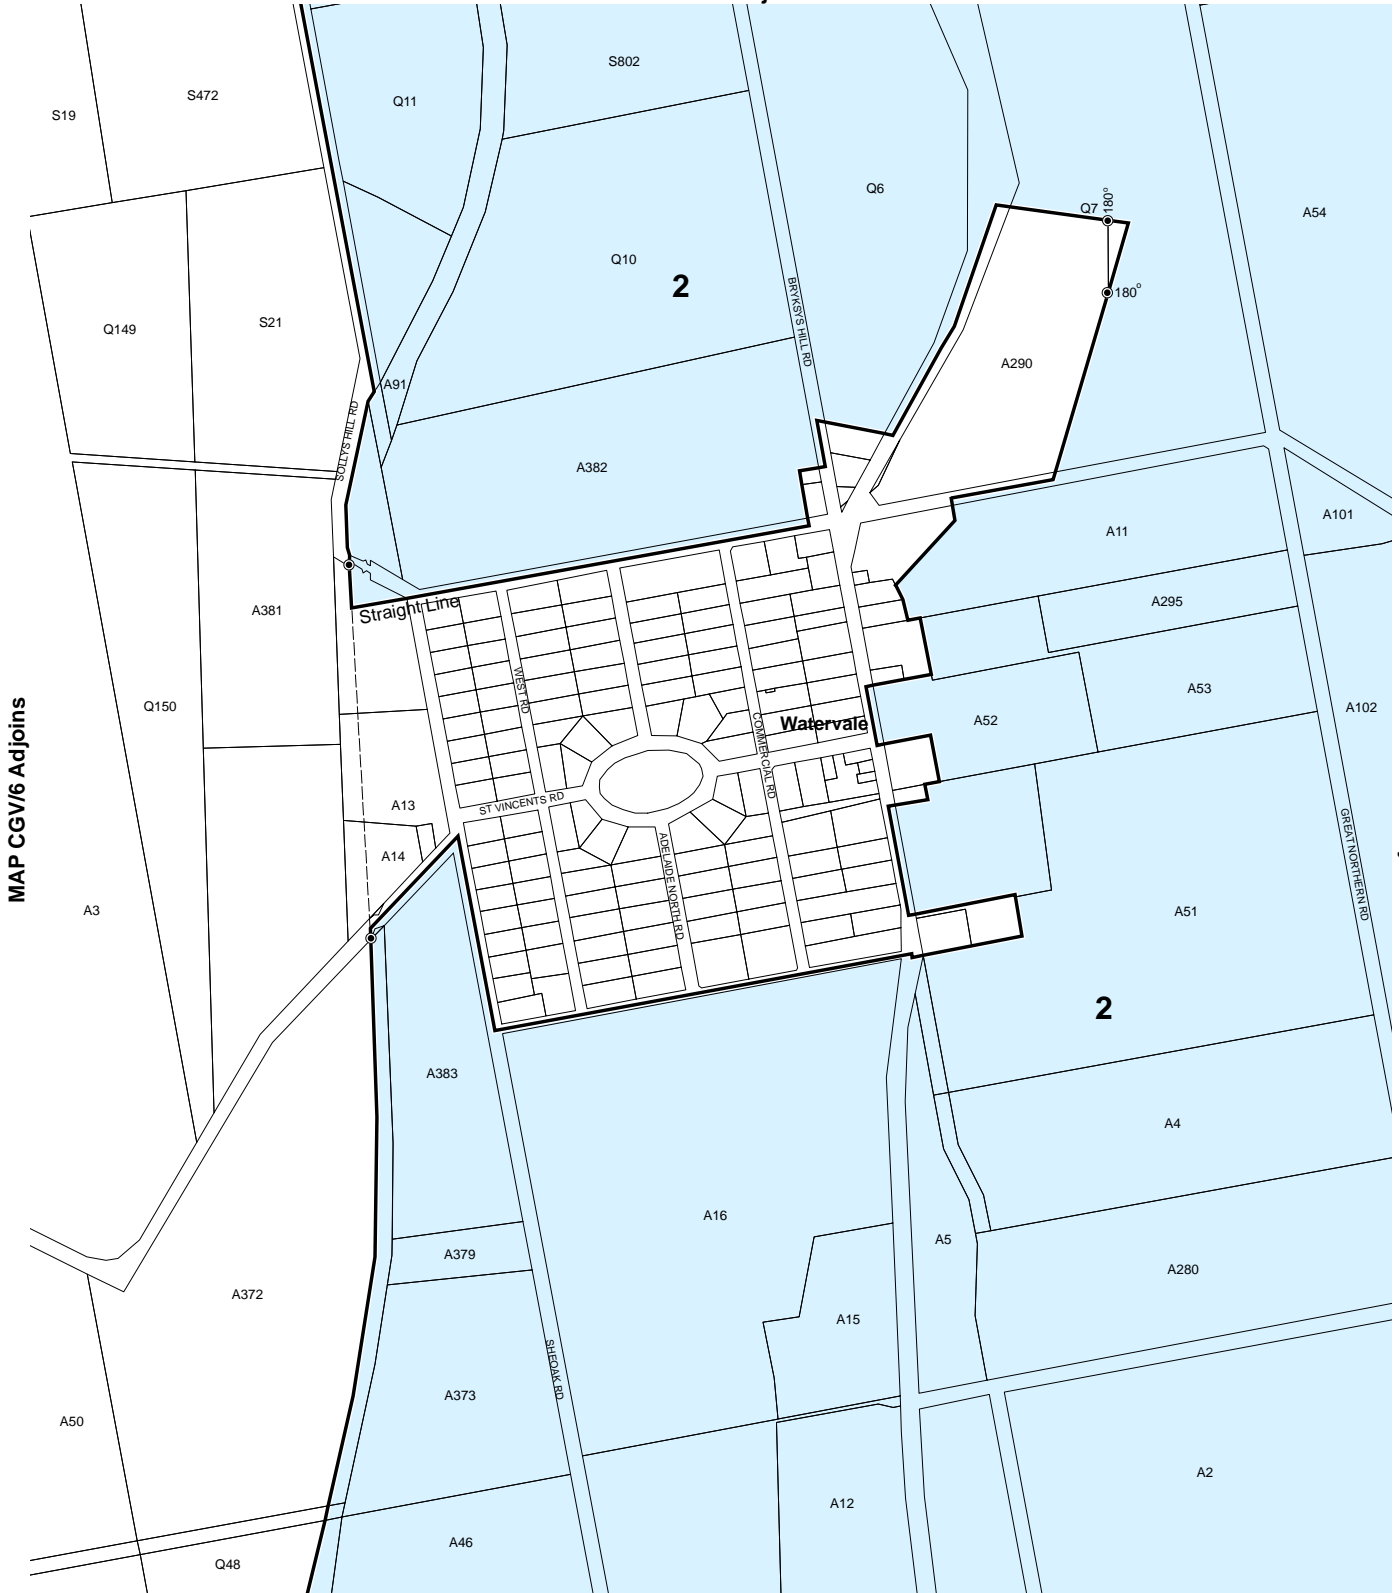 S802
S472
Q11
S19
Q6
180°
Q7
A54
Q10
2
180°
BRYKSYS HILL RD
S21
Q149
A290
A91
SOLLYS HILL RD
A382
A101
A11
A295
A381
Straight Line
WEST RD
A53
Q150
A102
A52
Watervale
COMMERCIAL RD
MAP CGV/6 Adjoins
A13
ST VINCENTS RD
A14
ADELAIDE NORTH RD
GREAT NORTHERN RD
A3
A51
2
A383
A4
A16
A5
A379
A280
A372
A15
SHEOAK RD
A373
A50
A2
A12
A46
Q48